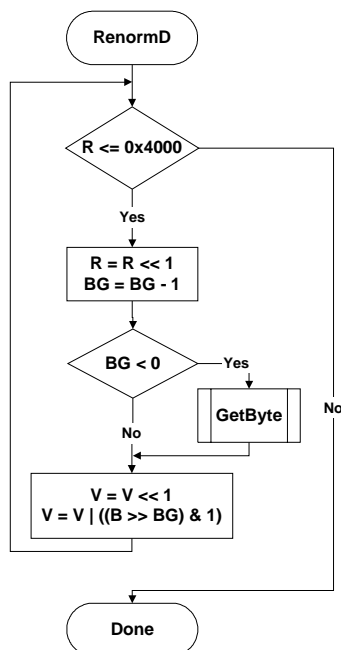 RenormD
R <= 0x4000
Yes
R = R << 1
BG = BG - 1
BG < 0
Yes
GetByte
No
No
V = V << 1
V = V | ((B >> BG) & 1)
Done